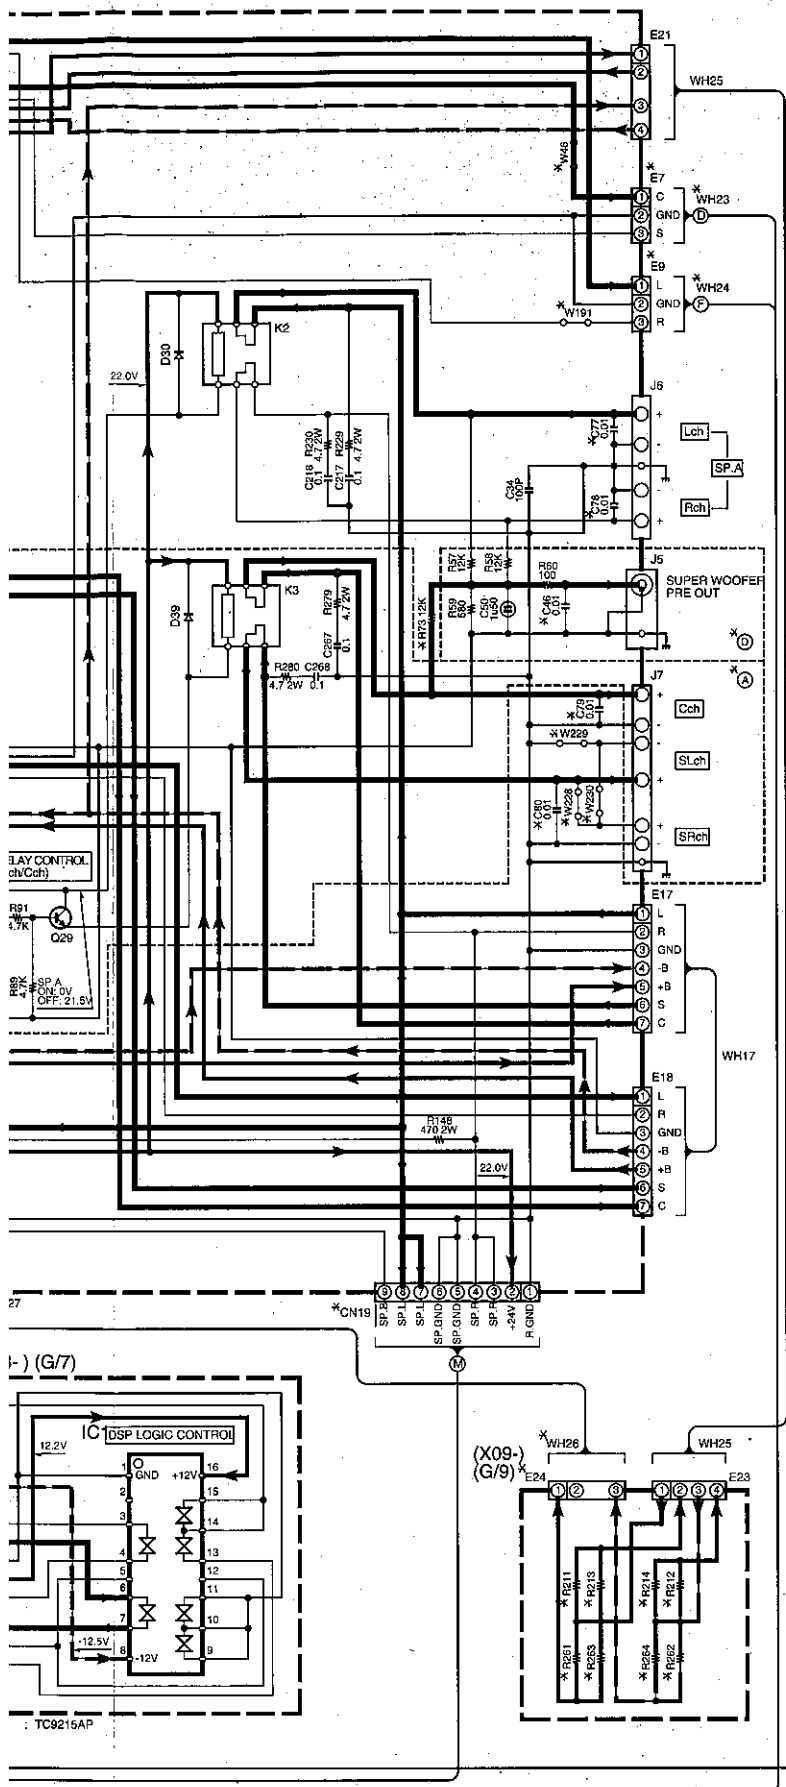 E21
1
2
3
4
WH25
*W46
*
E7
1 C
2 GND
3 S
*
WH23
D
*
E9
1 L
2 GND
3 R
*
WH24
F
*W191
K2
D30
22.0V
J6
+
-
-
+
Lch
SP.A
Rch
*C77
0.01
*C78
0.01
C34
100P
R230
4.7 2W
R229
4.7 2W
C218
0.1
C217
0.1
R57
12K
R58
12K
J5
R60
100
SUPER WOOFER
PRE OUT
K3
D39
R279
4.7 2W
C267
0.1
*R73 12K
R59
680
C50
1u50
B
*C46
0.01
*D
R280
4.7 2W
C268
0.1
J7
*A
+
-
-
+
+
-
Cch
SLch
SRch
*C79
0.01
*W229
*C80
0.01
*W228
*W230
ELAY CONTROL
ch/Cch)
R91
4.7K
Q29
R89
4.7K
SP.A
ON: 0V
OFF: 21.5V
E17
1 L
2 R
3 GND
4 -B
5 +B
6 S
7 C
WH17
E18
1 L
2 R
3 GND
4 -B
5 +B
6 S
7 C
R148
470 2W
22.0V
27
*CN19
9 8 7 6 5 4 3 2 1
SP.B
SP.L
SP.L
SP.GND
SP.GND
SP.R
SP.R
+24V
R.GND
M
- ) (G/7)
IC
DSP LOGIC CONTROL
12.2V
1 GND
2
3
4
5
6
7
8 -12V
+12V 16
15
14
13
12
11
10
9
-12.5V
: TC9215AP
(X09-)
(G/9)
*WH26
WH25
*E24
1 2 3
1 2 3 4
E23
*R211
*R213
*R214
*R212
*R261
*R263
*R264
*R262